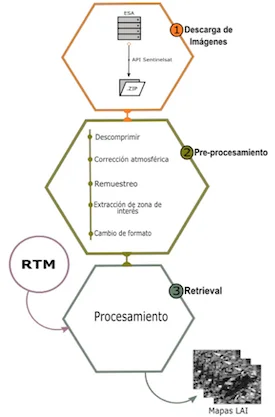 ESA
1 Descarga de
Imágenes
API Sentinelsat
.ZIP
2 Pre-procesamiento
Descomprimir
Corrección atmosférica
Remuestreo
Extracción de zona de
interés
Cambio de formato
RTM
3 Retrieval
Procesamiento
Mapas LAI